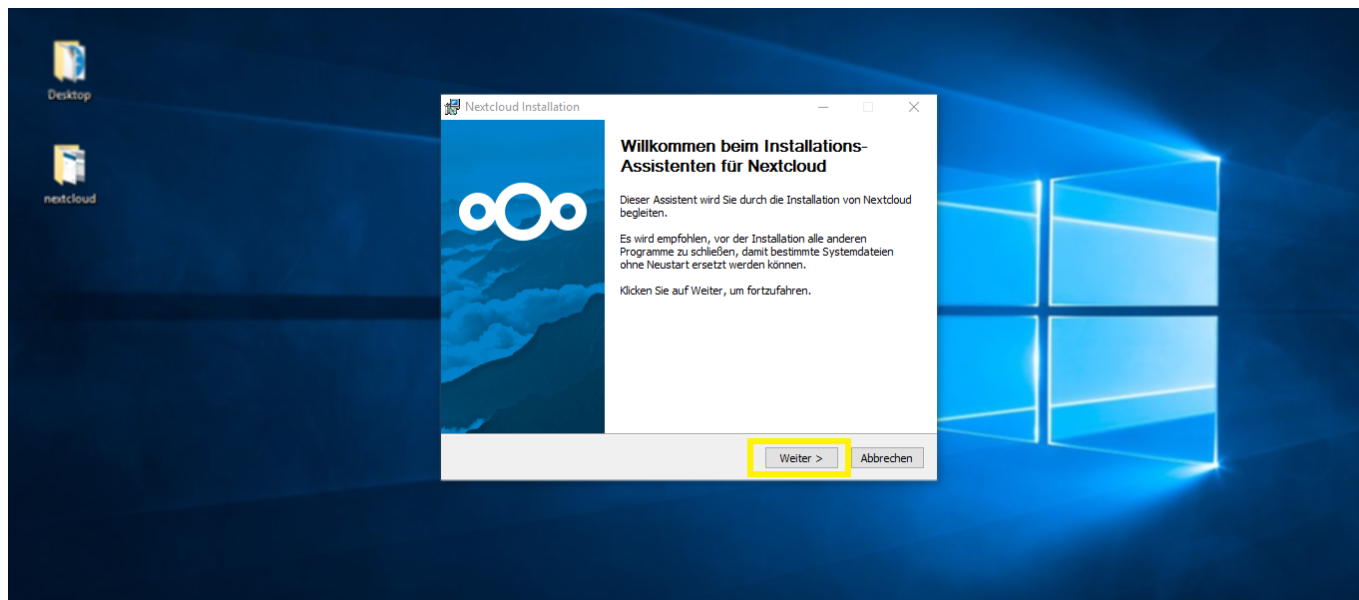 Desktop
nextcloud
Nextcloud Installation
Willkommen beim Installations-
Assistenten für Nextcloud
Dieser Assistent wird Sie durch die Installation von Nextcloud
begleiten.
Es wird empfohlen, vor der Installation alle anderen
Programme zu schließen, damit bestimmte Systemdateien
ohne Neustart ersetzt werden können.
Klicken Sie auf Weiter, um fortzufahren.
Weiter >
Abbrechen